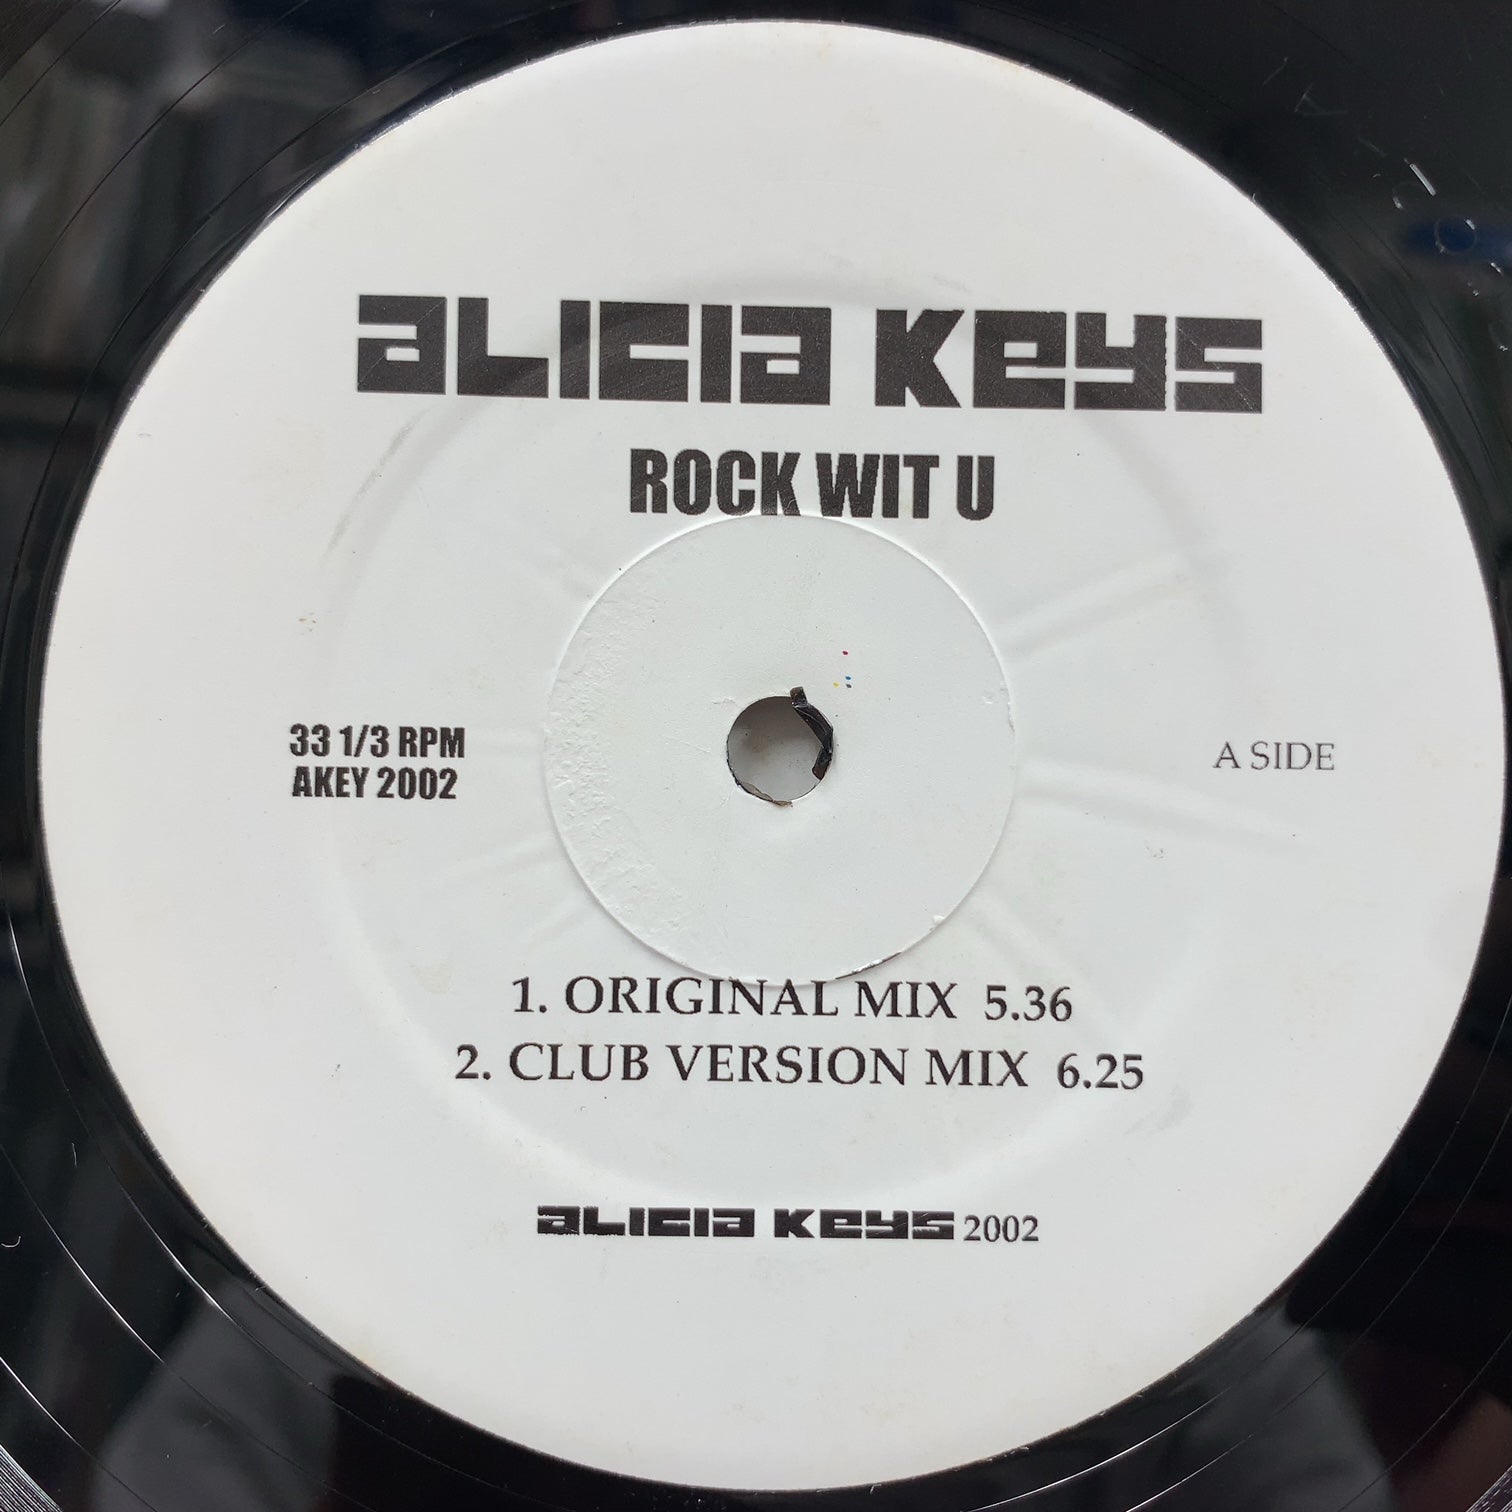 ALICIA KEYS
ROCK WIT U
33 1/3 RPM
AKEY 2002
A SIDE
1. ORIGINAL MIX 5.36
2. CLUB VERSION MIX 6.25
ALICIA KEYS 2002